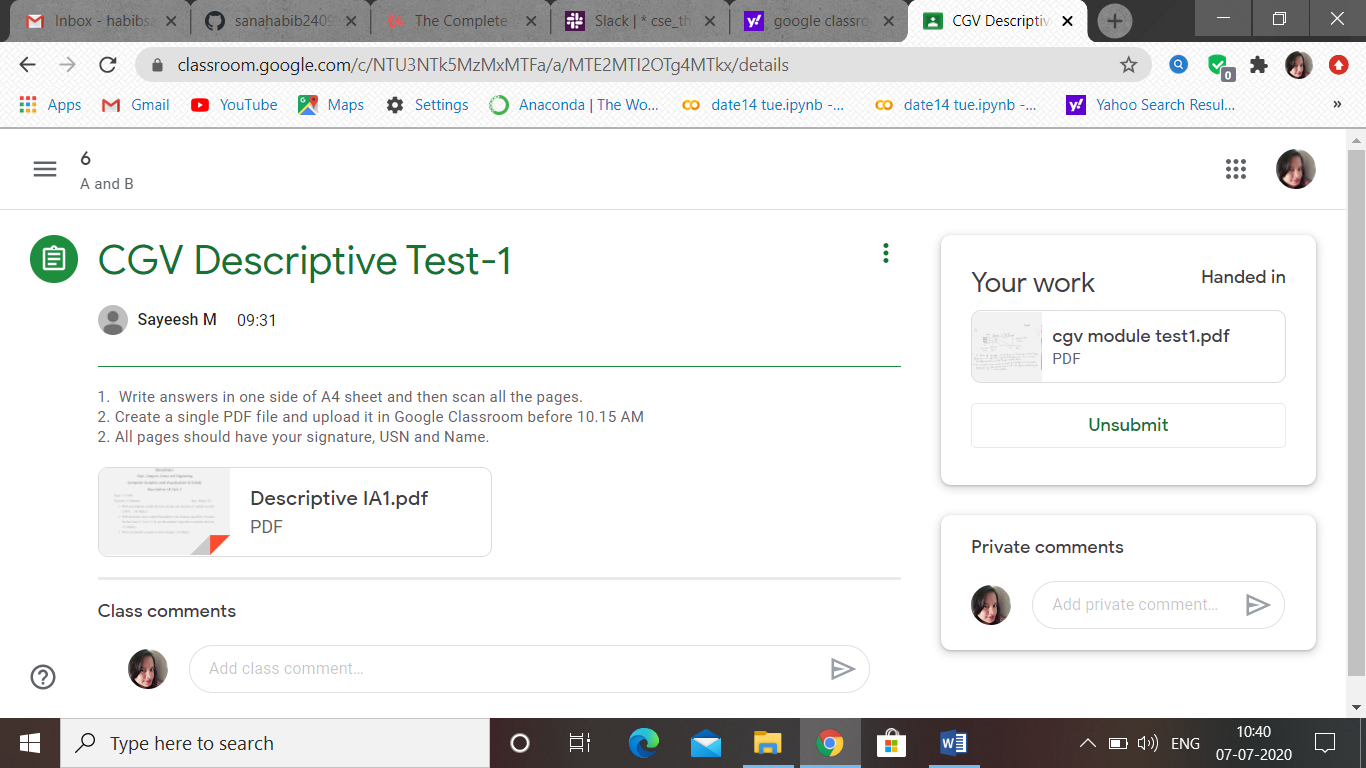 Inbox - habibsa
sanahabib2409
The Complete
Slack | * cse_th
google classro
CGV Descriptiv
classroom.google.com/c/NTU3NTk5MzMxMTFa/a/MTE2MTI2OTg4MTkx/details
0
Apps
Gmail
YouTube
Maps
Settings
Anaconda | The Wo...
date14 tue.ipynb -...
date14 tue.ipynb -...
Yahoo Search Resul...
»
6
A and B
CGV Descriptive Test-1
Sayeesh M 09:31
1. Write answers in one side of A4 sheet and then scan all the pages.
2. Create a single PDF file and upload it in Google Classroom before 10.15 AM
2. All pages should have your signature, USN and Name.
Descriptive IA1.pdf
PDF
Class comments
Add class comment...
Your work
Handed in
cgv module test1.pdf
PDF
Unsubmit
Private comments
Add private comment...
Type here to search
ENG
10:40
07-07-2020